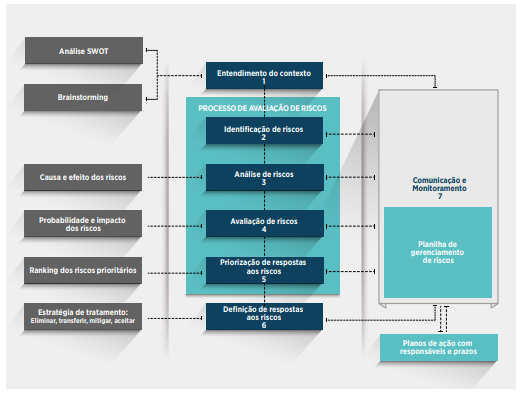 Análise SWOT
Brainstorming
Entendimento do contexto
1
PROCESSO DE AVALIAÇÃO DE RISCOS
Identificação de riscos
2
Causa e efeito dos riscos
Análise de riscos
3
Probabilidade e impacto
dos riscos
Avaliação de riscos
4
Ranking dos riscos prioritários
Priorização de respostas
aos riscos
5
Estratégia de tratamento:
Eliminar, transferir, mitigar, aceitar
Definição de respostas
aos riscos
6
Comunicação e
Monitoramento
7
Planilha de
gerenciamento
de riscos
Planos de ação com
responsáveis e prazos